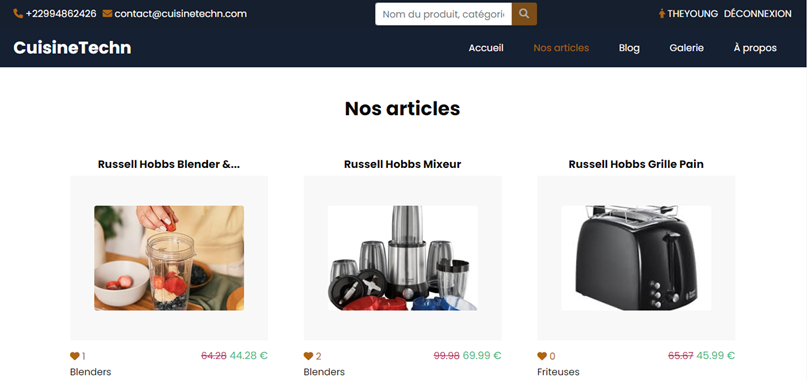 +22994862426 contact@cuisinetechn.com
Nom du produit, catégori
THEYOUNG DÉCONNEXION
CuisineTechn
Accueil Nos articles Blog Galerie À propos
Nos articles
Russell Hobbs Blender &...
Russell Hobbs Mixeur
Russell Hobbs Grille Pain
1 64.28 44.28 €
Blenders
2 99.98 69.99 €
Blenders
0 65.67 45.99 €
Friteuses